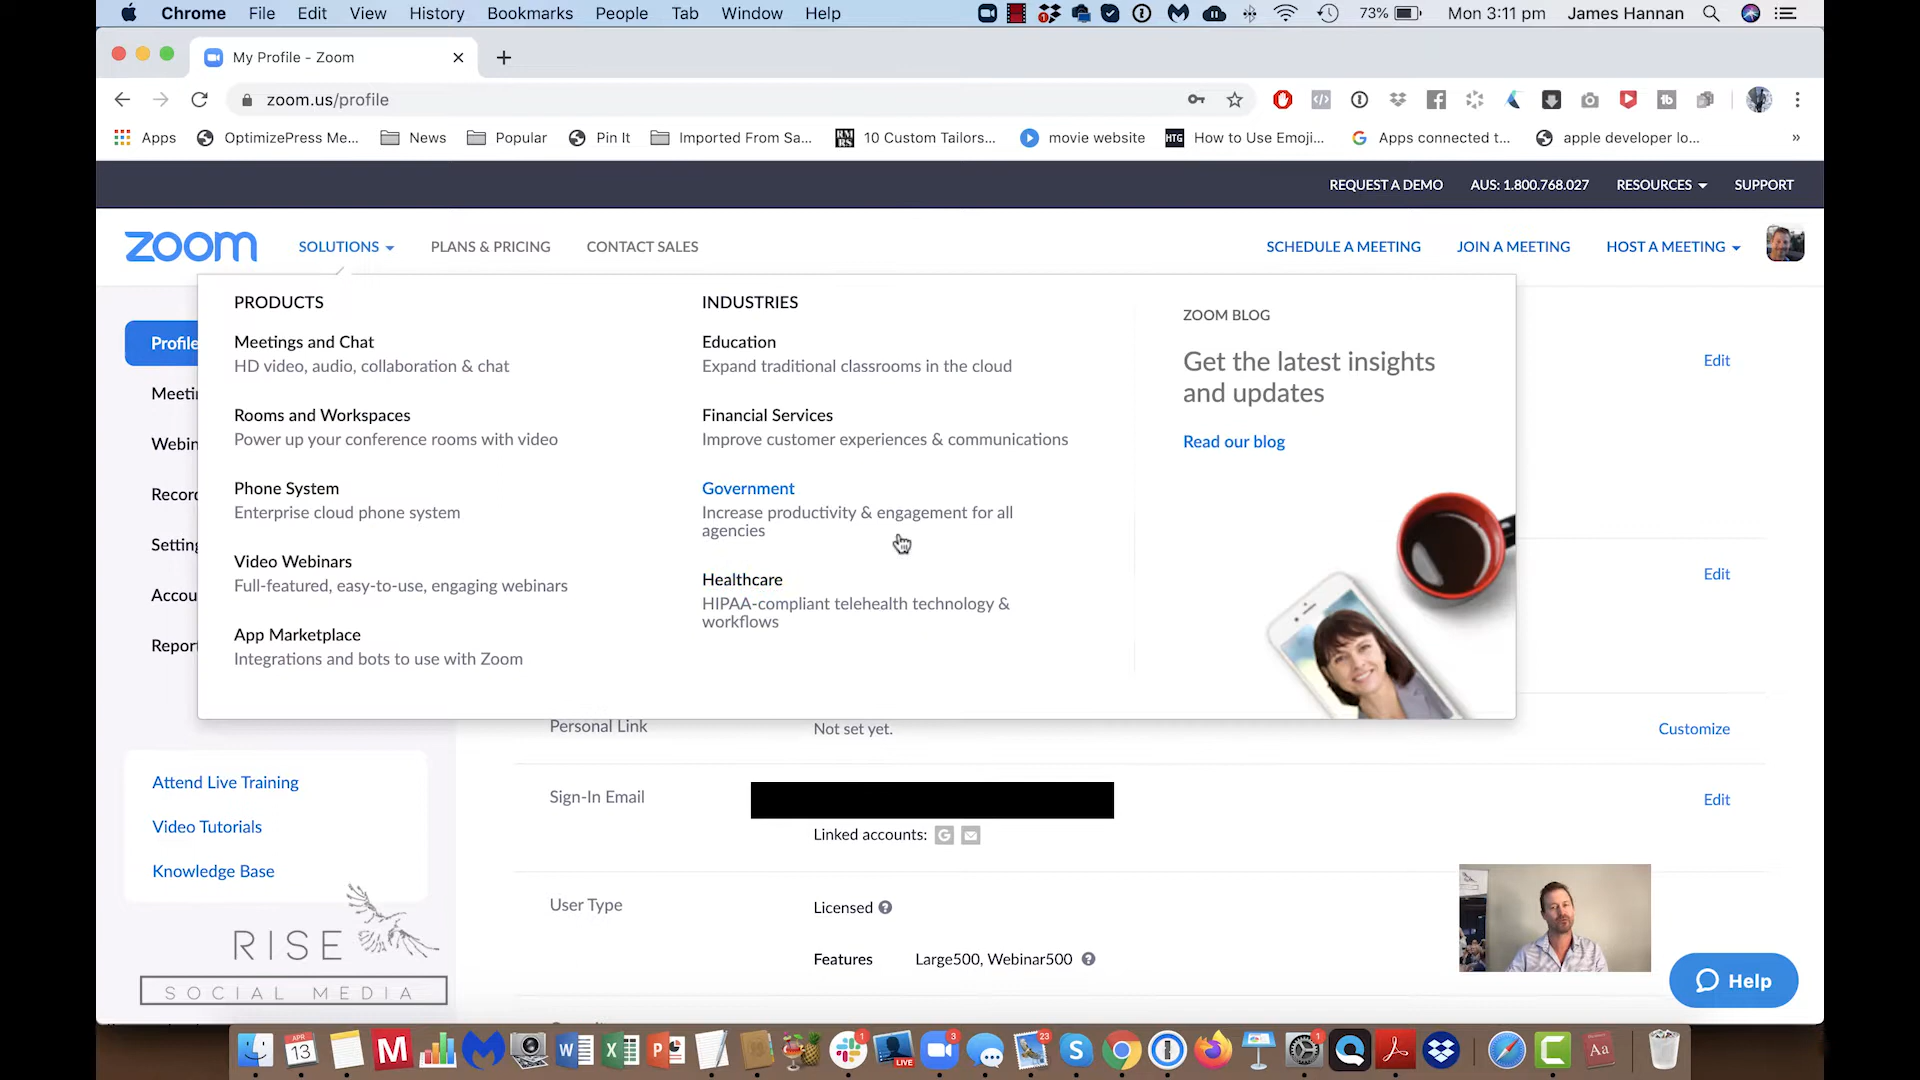 Chrome File Edit View History Bookmarks People Tab Window Help
73% Mon 3:11 pm James Hannan
My Profile - Zoom
zoom.us/profile
Apps OptimizePress Me... News Popular Pin It Imported From Sa... 10 Custom Tailors... movie website How to Use Emoji... Apps connected t... apple developer lo... »
REQUEST A DEMO AUS: 1.800.768.027 RESOURCES SUPPORT
zoom SOLUTIONS PLANS & PRICING CONTACT SALES SCHEDULE A MEETING JOIN A MEETING HOST A MEETING
PRODUCTS
Meetings and Chat
HD video, audio, collaboration & chat
Rooms and Workspaces
Power up your conference rooms with video
Phone System
Enterprise cloud phone system
Video Webinars
Full-featured, easy-to-use, engaging webinars
App Marketplace
Integrations and bots to use with Zoom
INDUSTRIES
Education
Expand traditional classrooms in the cloud
Financial Services
Improve customer experiences & communications
Government
Increase productivity & engagement for all
agencies
Healthcare
HIPAA-compliant telehealth technology &
workflows
ZOOM BLOG
Get the latest insights
and updates
Read our blog
Profile
Meeti
Webin
Record
Setting
Accou
Report
Edit
Edit
Personal Link Not set yet. Customize
Sign-In Email Edit
Linked accounts:
User Type Licensed
Features Large500, Webinar500
Attend Live Training
Video Tutorials
Knowledge Base
RISE
SOCIAL MEDIA
Help
APR
13
LIVE